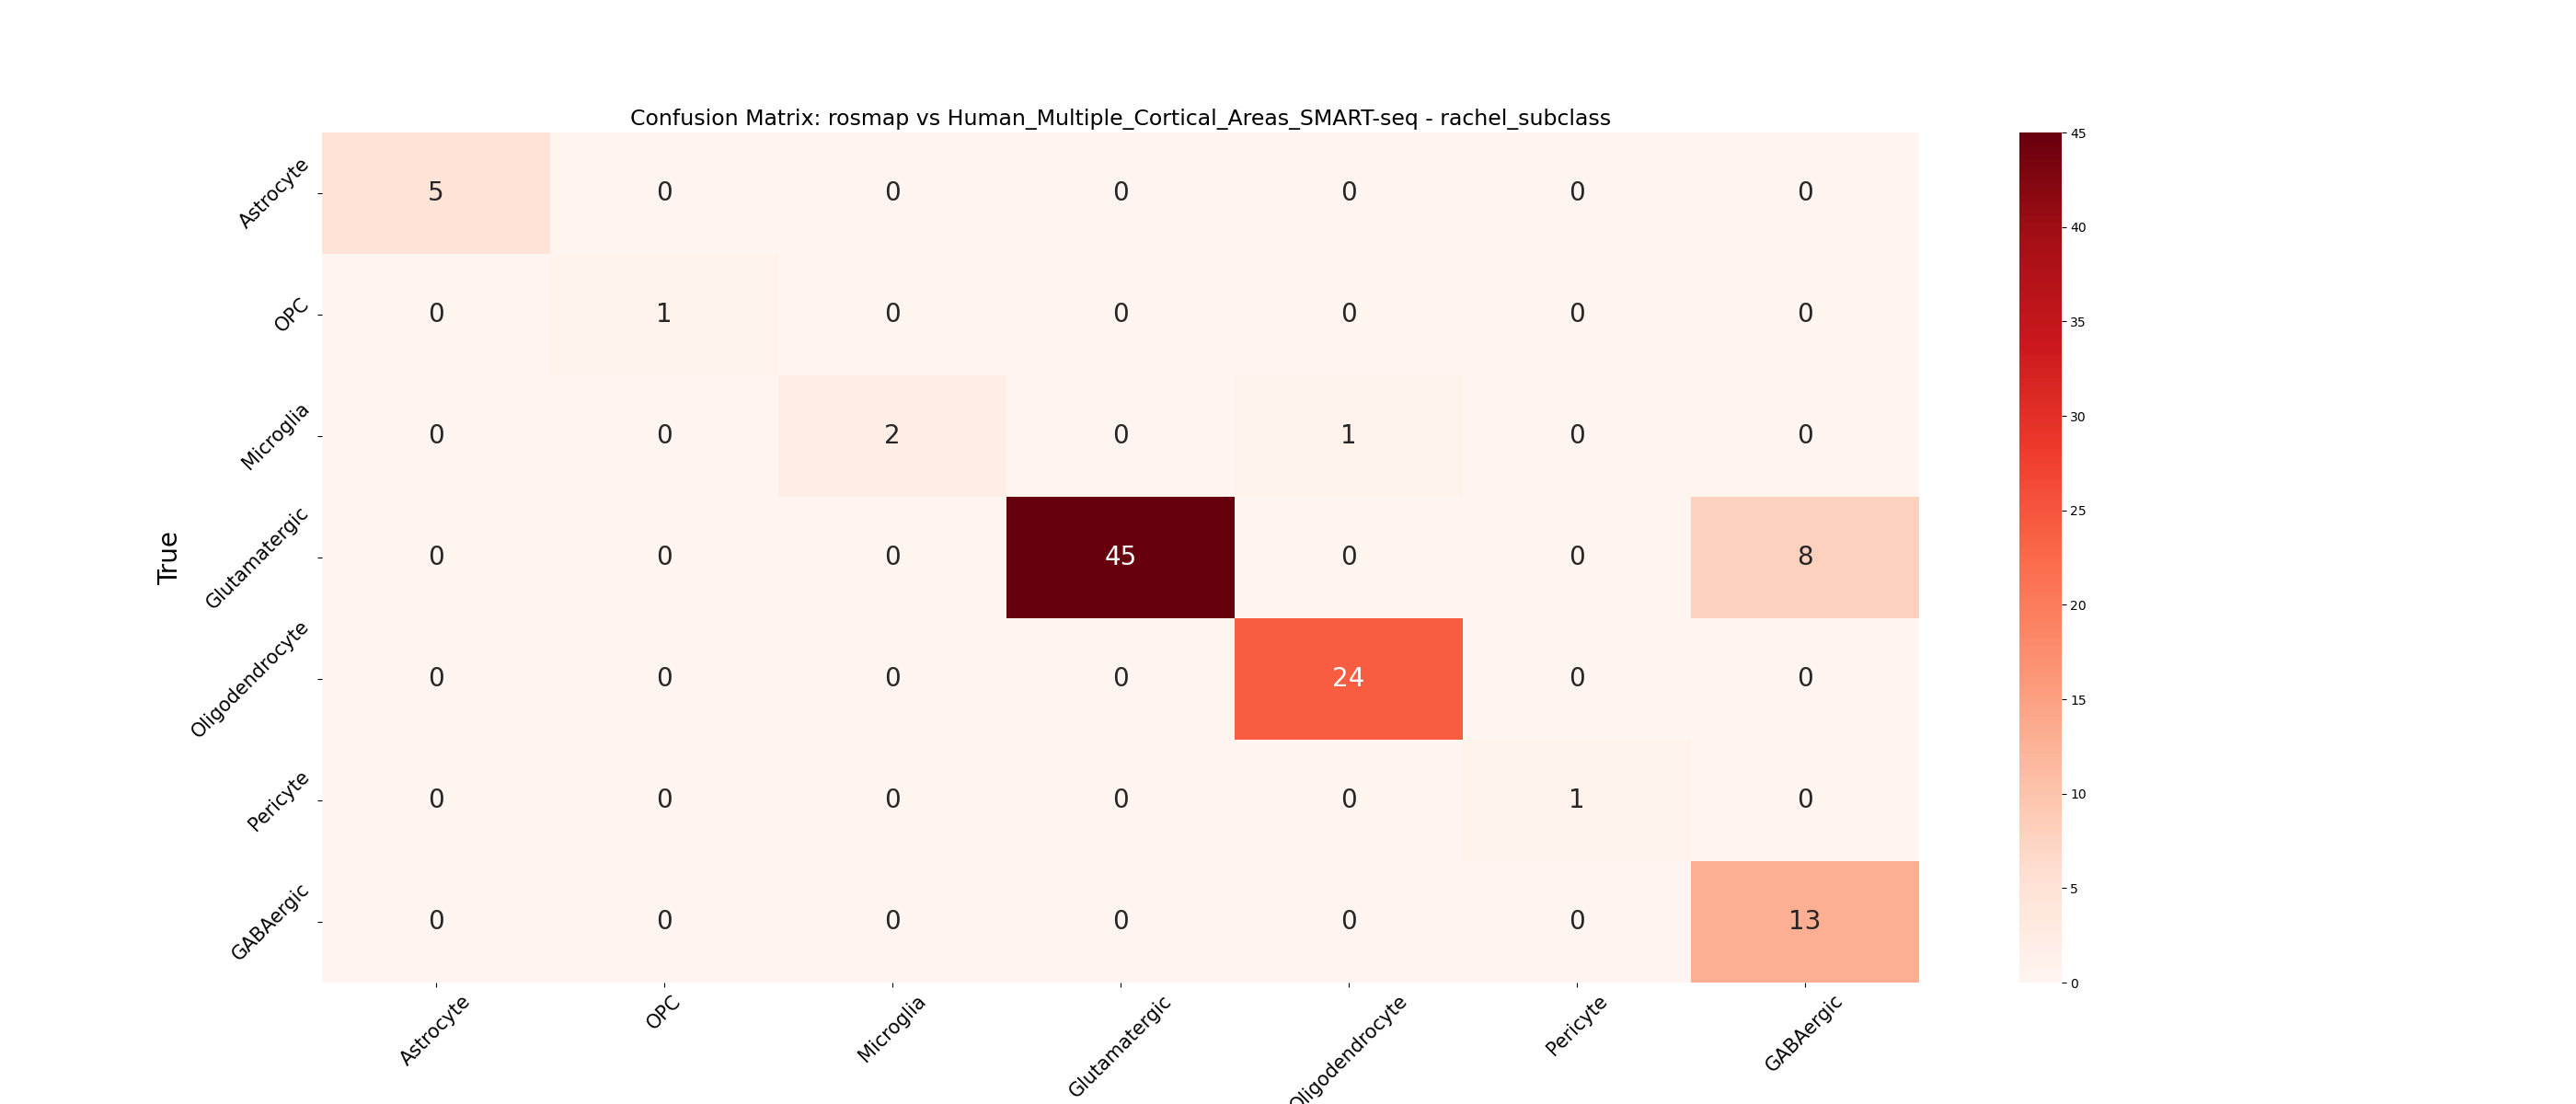 Confusion Matrix: rosmap vs Human_Multiple_Cortical_Areas_SMART-seq - rachel_subclass
True
Astrocyte 5 0 0 0 0 0 0
OPC 0 1 0 0 0 0 0
Microglia 0 0 2 0 1 0 0
Glutamatergic 0 0 0 45 0 0 8
Oligodendrocyte 0 0 0 0 24 0 0
Pericyte 0 0 0 0 0 1 0
GABAergic 0 0 0 0 0 0 13
Astrocyte OPC Microglia Glutamatergic Oligodendrocyte Pericyte GABAergic
45
40
35
30
25
20
15
10
5
0